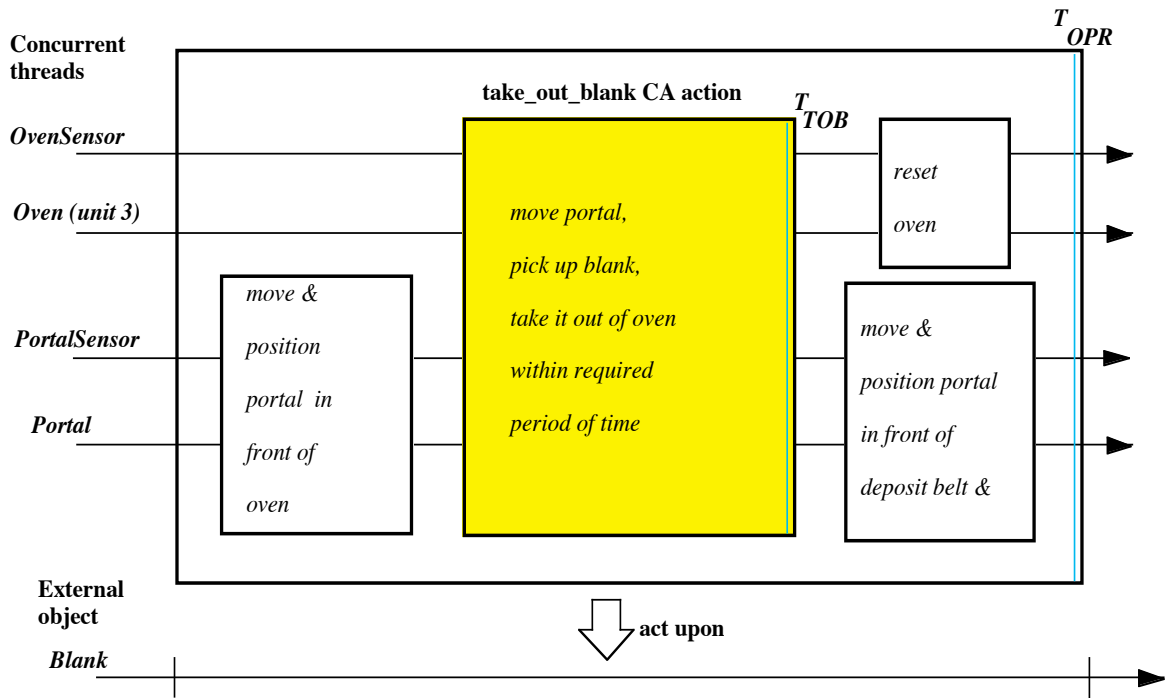 Concurrent
threads
T
OPR
take_out_blank CA action
T
TOB
OvenSensor
Oven (unit 3)
PortalSensor
Portal
move &
position
portal in
front of
oven
move portal,
pick up blank,
take it out of oven
within required
period of time
reset
oven
move &
position portal
in front of
deposit belt &
External
object
act upon
Blank